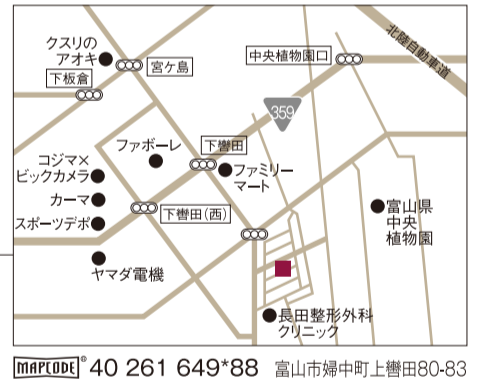 北陸自動車道
クスリの
アオキ
宮ケ島
中央植物園口
下板倉
359
ファボーレ
下轡田
コジマ×
ビックカメラ
ファミリー
マート
カーマ
下轡田(西)
スポーツデポ
富山県
中央
植物園
ヤマダ電機
長田整形外科
クリニック
MAPCODE® 40 261 649*88 富山市婦中町上轡田80-83